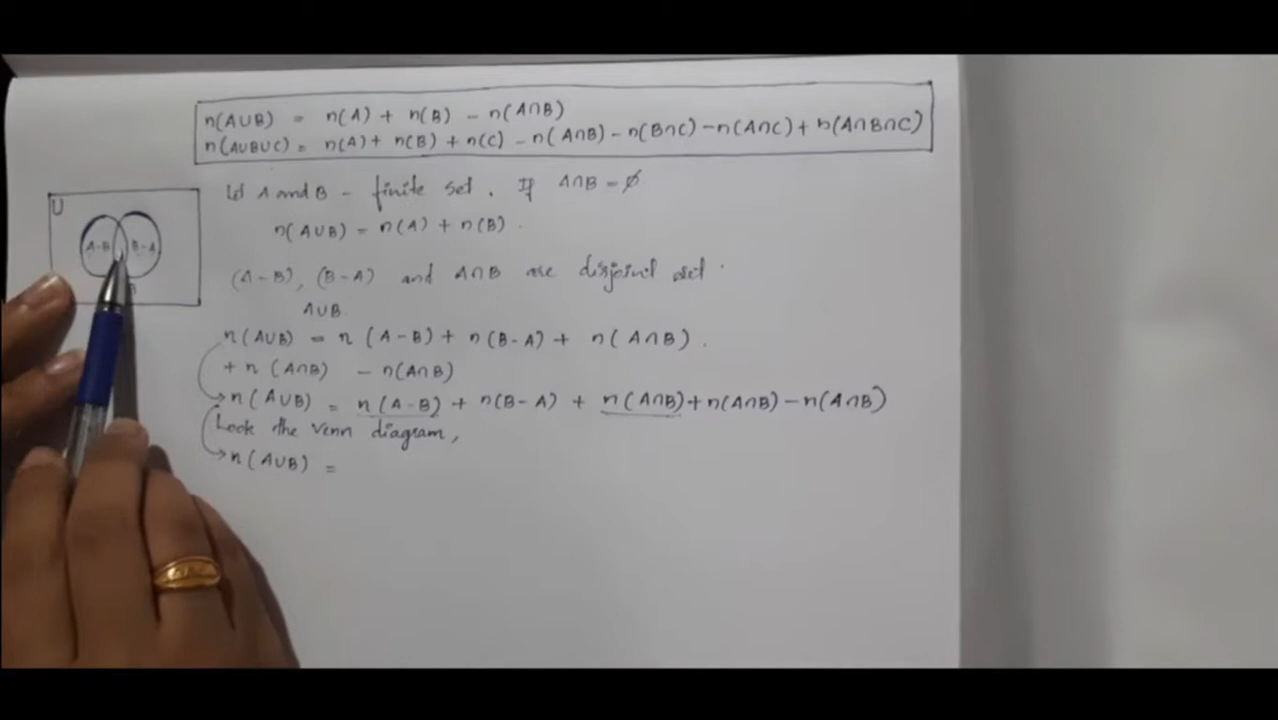 n(A∪B) = n(A) + n(B) - n(A∩B)
n(A∪B∪C) = n(A) + n(B) + n(C) - n(A∩B) - n(B∩C) - n(A∩C) + n(A∩B∩C)
Let A and B - finite set. If A∩B = ∅
n(A∪B) = n(A) + n(B).
U
A-B B-A
B
(A-B), (B-A) and A∩B are disjoint set.
A∪B.
n(A∪B) = n(A-B) + n(B-A) + n(A∩B).
+ n(A∩B) - n(A∩B)
n(A∪B) = n(A-B) + n(B-A) + n(A∩B) + n(A∩B) - n(A∩B)
Look the Venn diagram,
n(A∪B) =